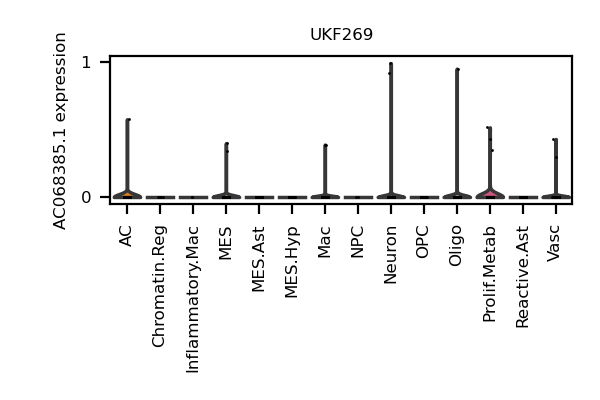 UKF269
AC068385.1 expression
1
0
AC
Chromatin.Reg
Inflammatory.Mac
MES
MES.Ast
MES.Hyp
Mac
NPC
Neuron
OPC
Oligo
Prolif.Metab
Reactive.Ast
Vasc